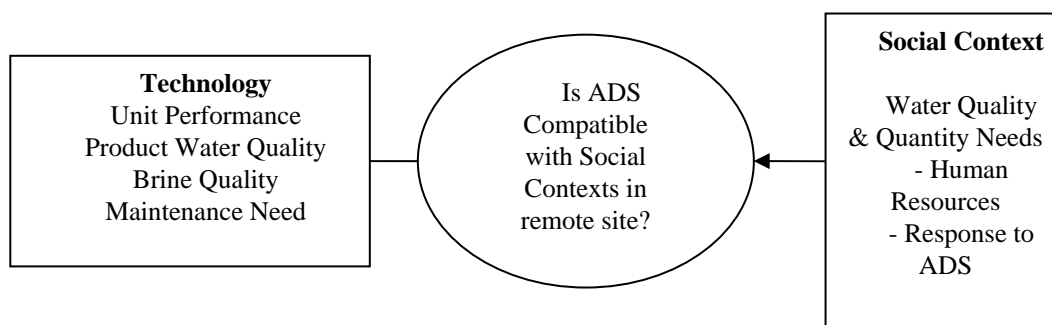 Technology
Unit Performance
Product Water Quality
Brine Quality
Maintenance Need
Is ADS
Compatible
with Social
Contexts in
remote site?
Social Context
Water Quality
& Quantity Needs
- Human
Resources
- Response to
ADS